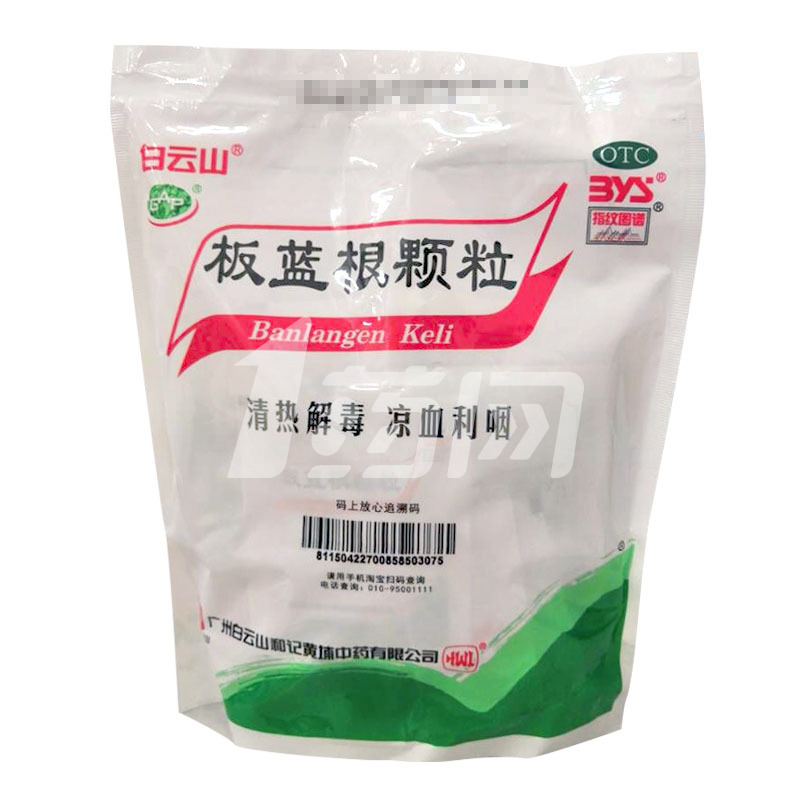 白云山®
GAP®
OTC
BYS®
指纹图谱®
板蓝根颗粒
Banlangen Keli
清热解毒 凉血利咽
1药网
码上放心追溯码
81150422700858503075
请用手机淘宝扫码查询
电话查询：010-95001111
广州白云山和记黄埔中药有限公司